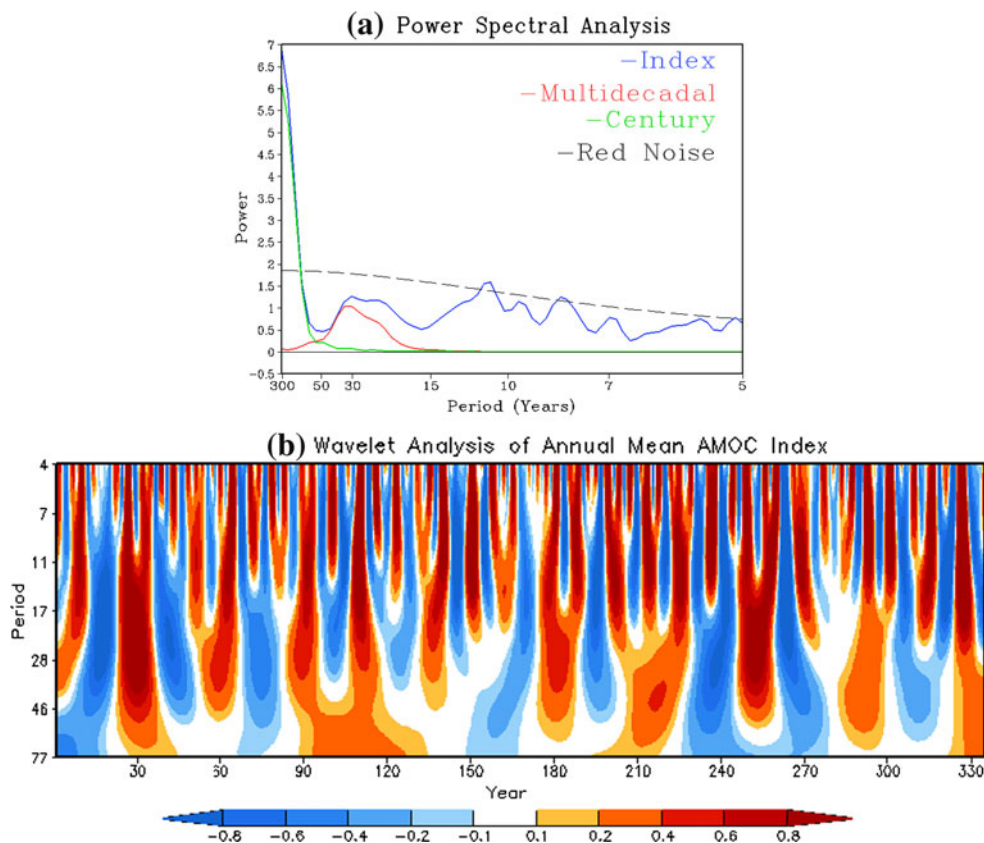 (a) Power Spectral Analysis
7
6.5
6
5.5
5
4.5
4
3.5
3
2.5
2
1.5
1
0.5
0
−0.5
Power
−Index
−Multidecadal
−Century
−Red Noise
300 50 30 15 10 7 5
Period (Years)
(b) Wavelet Analysis of Annual Mean AMOC Index
4
7
11
17
28
46
77
Period
30 60 90 120 150 180 210 240 270 300 330
Year
−0.8 −0.6 −0.4 −0.2 −0.1 0.1 0.2 0.4 0.6 0.8